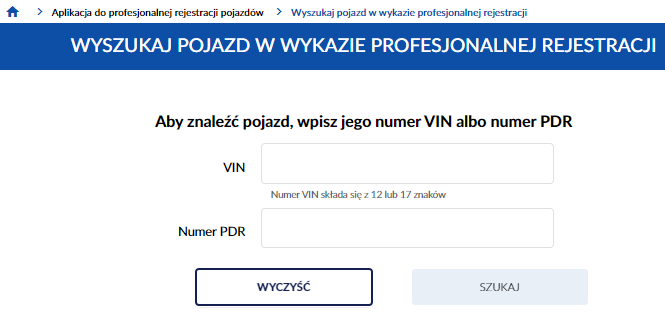 Aplikacja do profesjonalnej rejestracji pojazdów > Wyszukaj pojazd w wykazie profesjonalnej rejestracji
WYSZUKAJ POJAZD W WYKAZIE PROFESJONALNEJ REJESTRACJI
Aby znaleźć pojazd, wpisz jego numer VIN albo numer PDR
VIN
Numer VIN składa się z 12 lub 17 znaków
Numer PDR
WYCZYŚĆ SZUKAJ